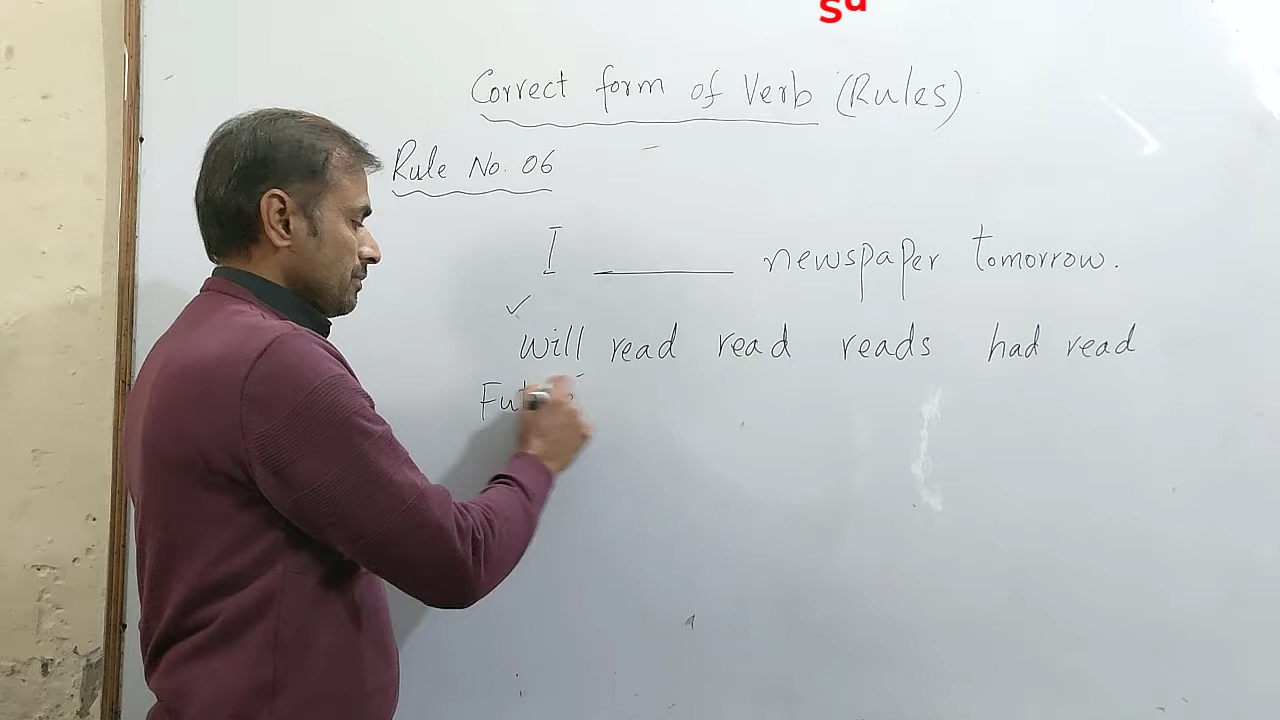 Correct form of Verb (Rules)
Rule No. 06
I ______ newspaper tomorrow.
✓
will read read reads had read